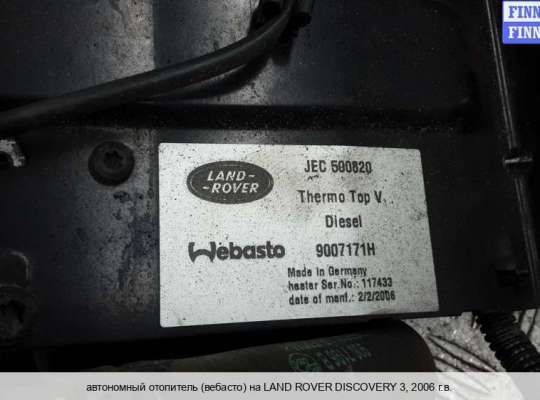 FINN
FINN
LAND-
-ROVER
JEC 500820
Thermo Top V.
Diesel
Webasto
9007171H
Made in Germany
heater Ser.No.: 117433
date of manf.: 2/2/2006
автономный отопитель (вебасто) на LAND ROVER DISCOVERY 3, 2006 г.в.